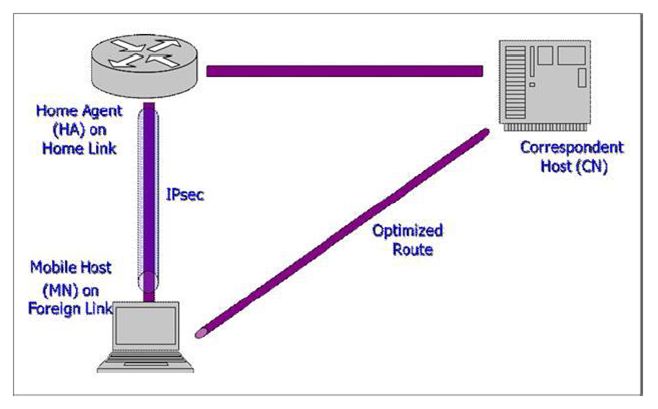 Home Agent
(HA) on
Home Link
Correspondent
Host (CN)
IPsec
Optimized
Route
Mobile Host
(MN) on
Foreign Link